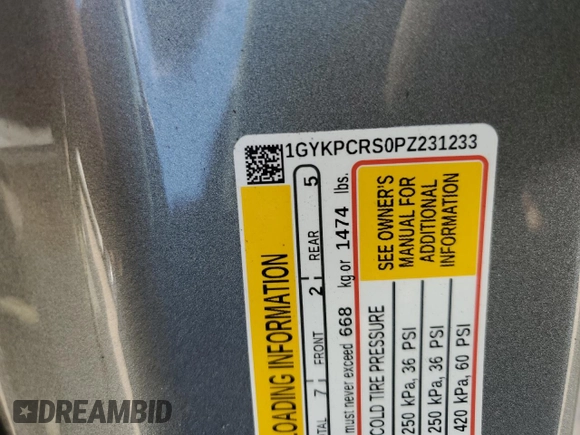 1GYKPCRS0PZ231233
LOADING INFORMATION
TOTAL 7 FRONT 2 REAR 5
must never exceed 668 kg or 1474 lbs.
COLD TIRE PRESSURE
SEE OWNER'S
MANUAL FOR
ADDITIONAL
INFORMATION
250 kPa, 36 PSI
250 kPa, 36 PSI
420 kPa, 60 PSI
DREAMBID